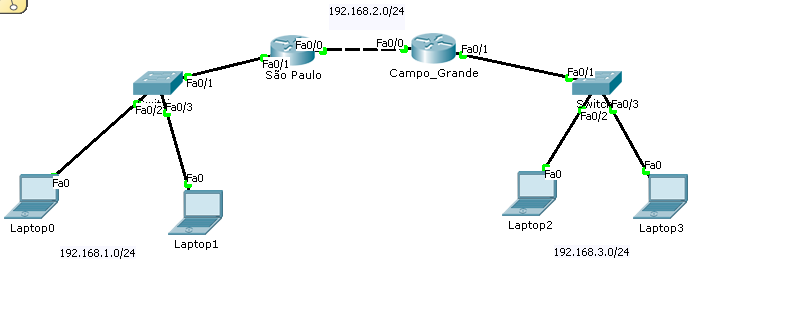 192.168.2.0/24
Fa0/0
Fa0/0
Fa0/1
Fa0/1
São Paulo
Campo_Grande
Fa0/1
Fa0/1
Fa0/2
Fa0/3
Switch
Fa0/3
Fa0/2
Fa0
Fa0
Fa0
Fa0
Laptop0
Laptop1
Laptop2
Laptop3
192.168.1.0/24
192.168.3.0/24